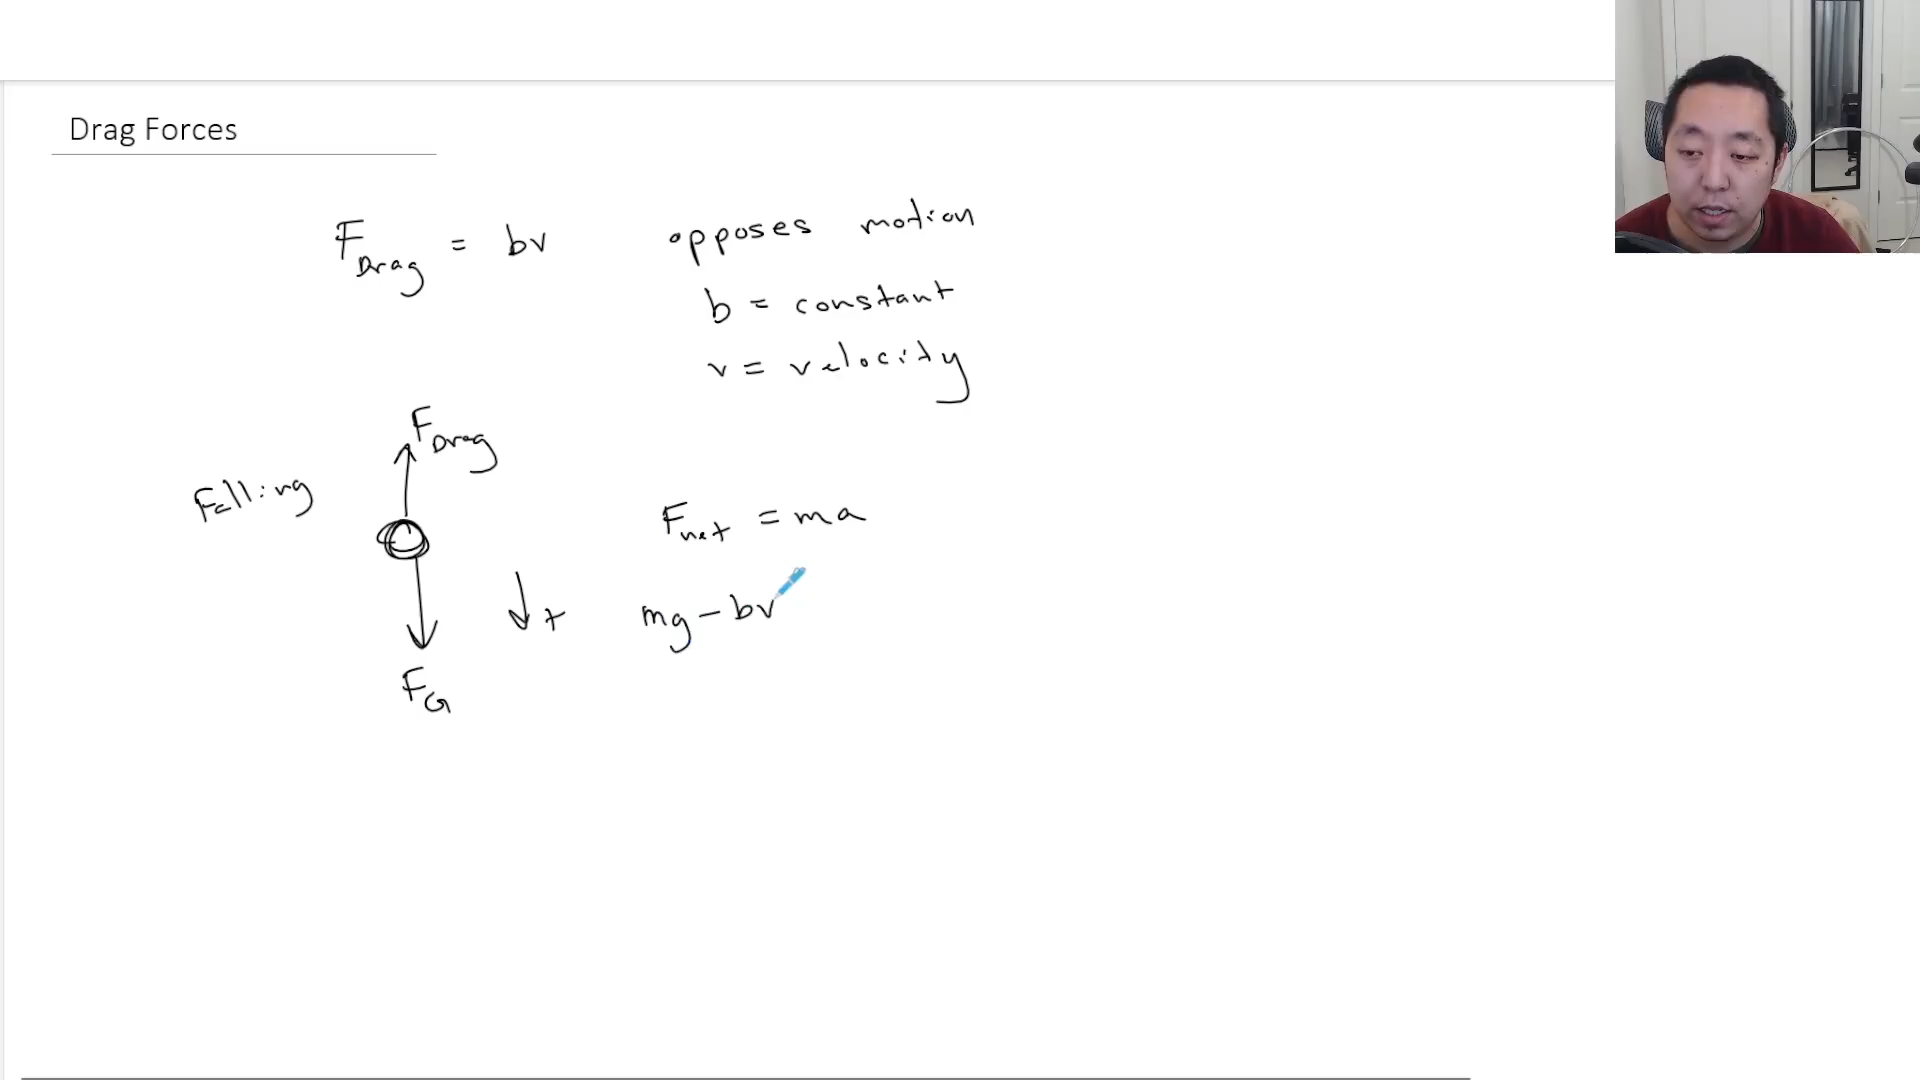 Drag Forces
F_Drag = bv opposes motion
b = constant
v = velocity
F_Drag
Falling
F_net = ma
+ mg - bv
F_G